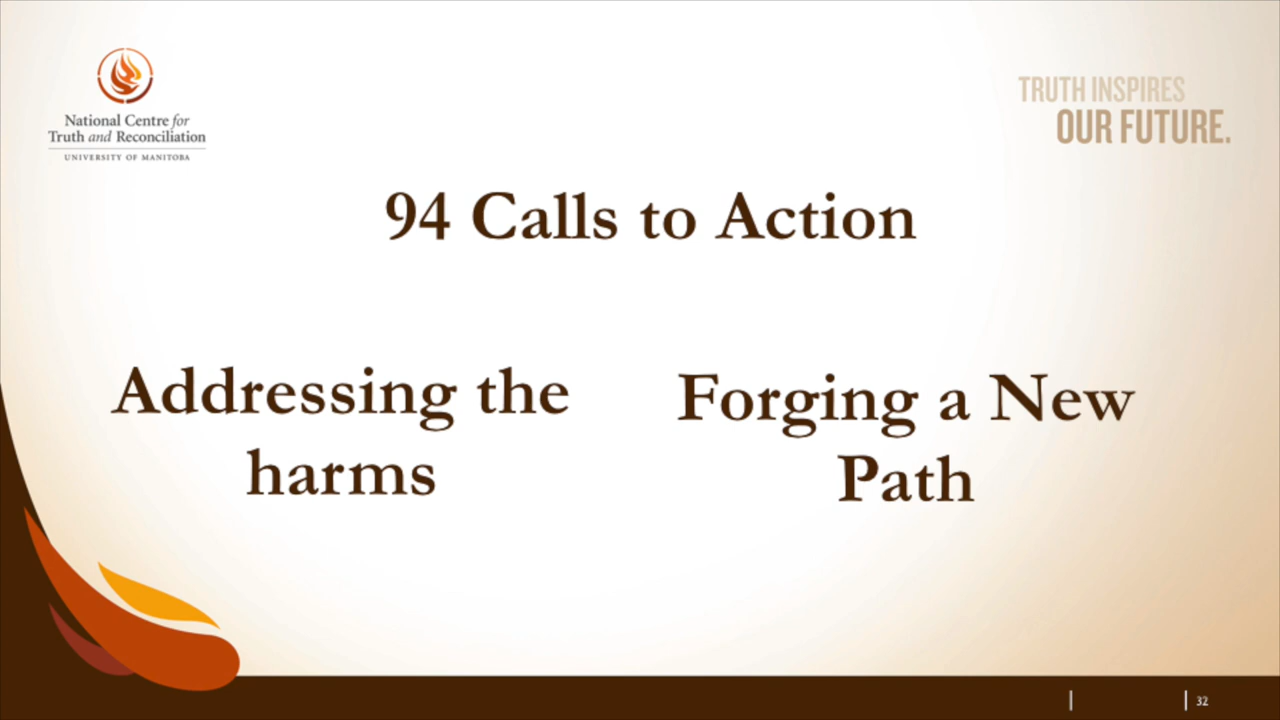 National Centre for
Truth and Reconciliation
UNIVERSITY OF MANITOBA
TRUTH INSPIRES
OUR FUTURE.
94 Calls to Action
Addressing the
harms
Forging a New
Path
32